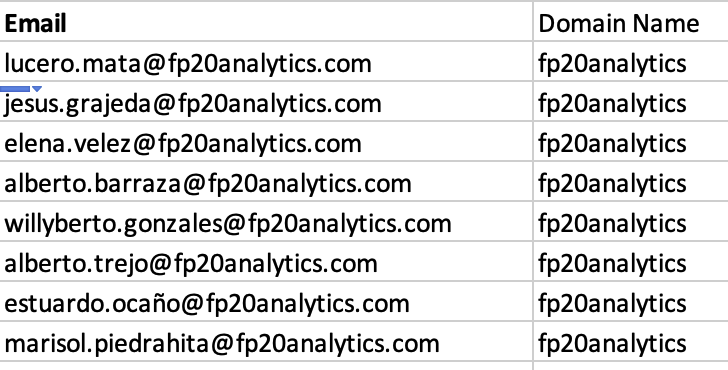 Email Domain Name
lucero.mata@fp20analytics.com fp20analytics
jesus.grajeda@fp20analytics.com fp20analytics
elena.velez@fp20analytics.com fp20analytics
alberto.barraza@fp20analytics.com fp20analytics
willyberto.gonzales@fp20analytics.com fp20analytics
alberto.trejo@fp20analytics.com fp20analytics
estuardo.ocaño@fp20analytics.com fp20analytics
marisol.piedrahita@fp20analytics.com fp20analytics